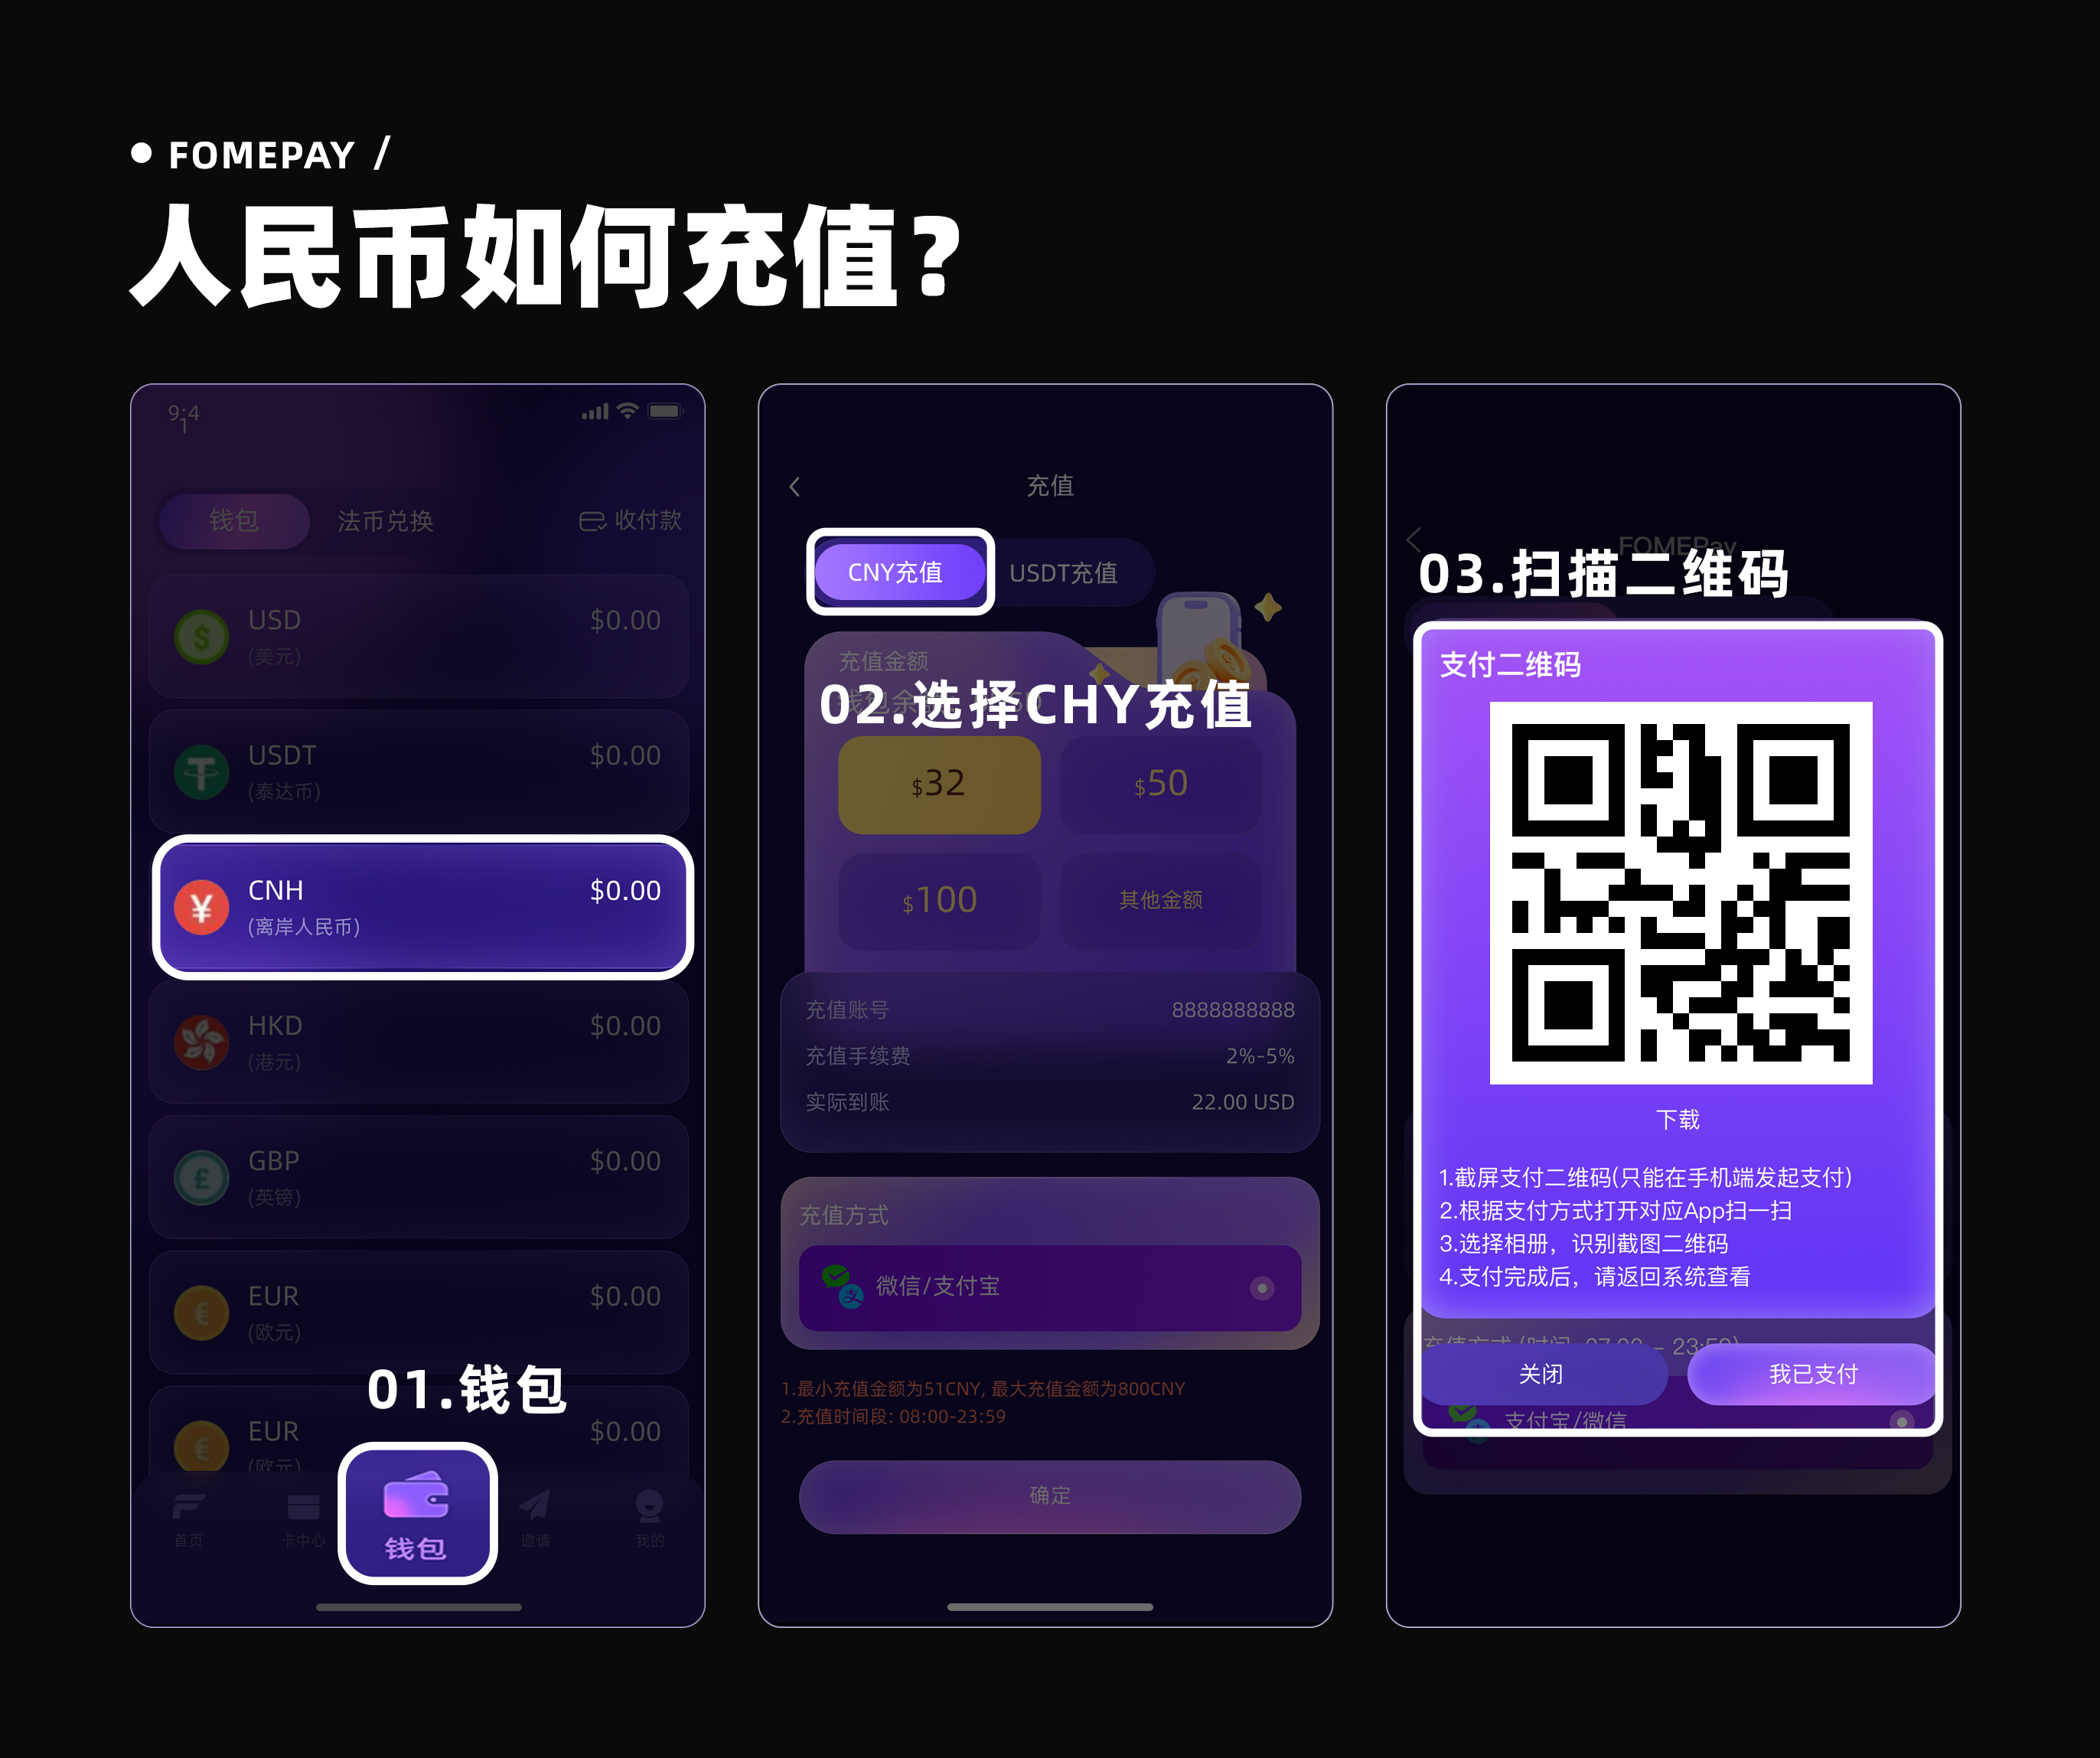 FOMEPAY /
人民币如何充值?
9:4
1
钱包 法币兑换 收付款
USD $0.00
(美元)
USDT $0.00
(泰达币)
CNH $0.00
(离岸人民币)
HKD $0.00
(港元)
GBP $0.00
(英镑)
EUR $0.00
(欧元)
01.钱包
EUR $0.00
(欧元)
首页 卡中心 钱包 邀请 我的
充值
CNY充值 USDT充值
充值金额
02.选择CHY充值
$32 $50
$100 其他金额
充值账号 8888888888
充值手续费 2%-5%
实际到账 22.00 USD
充值方式
微信/支付宝
1.最小充值金额为51CNY, 最大充值金额为800CNY
2.充值时间段: 08:00-23:59
确定
FOMEPay
03.扫描二维码
支付二维码
下载
1.截屏支付二维码(只能在手机端发起支付)
2.根据支付方式打开对应App扫一扫
3.选择相册，识别截图二维码
4.支付完成后，请返回系统查看
关闭 我已支付
支付宝/微信